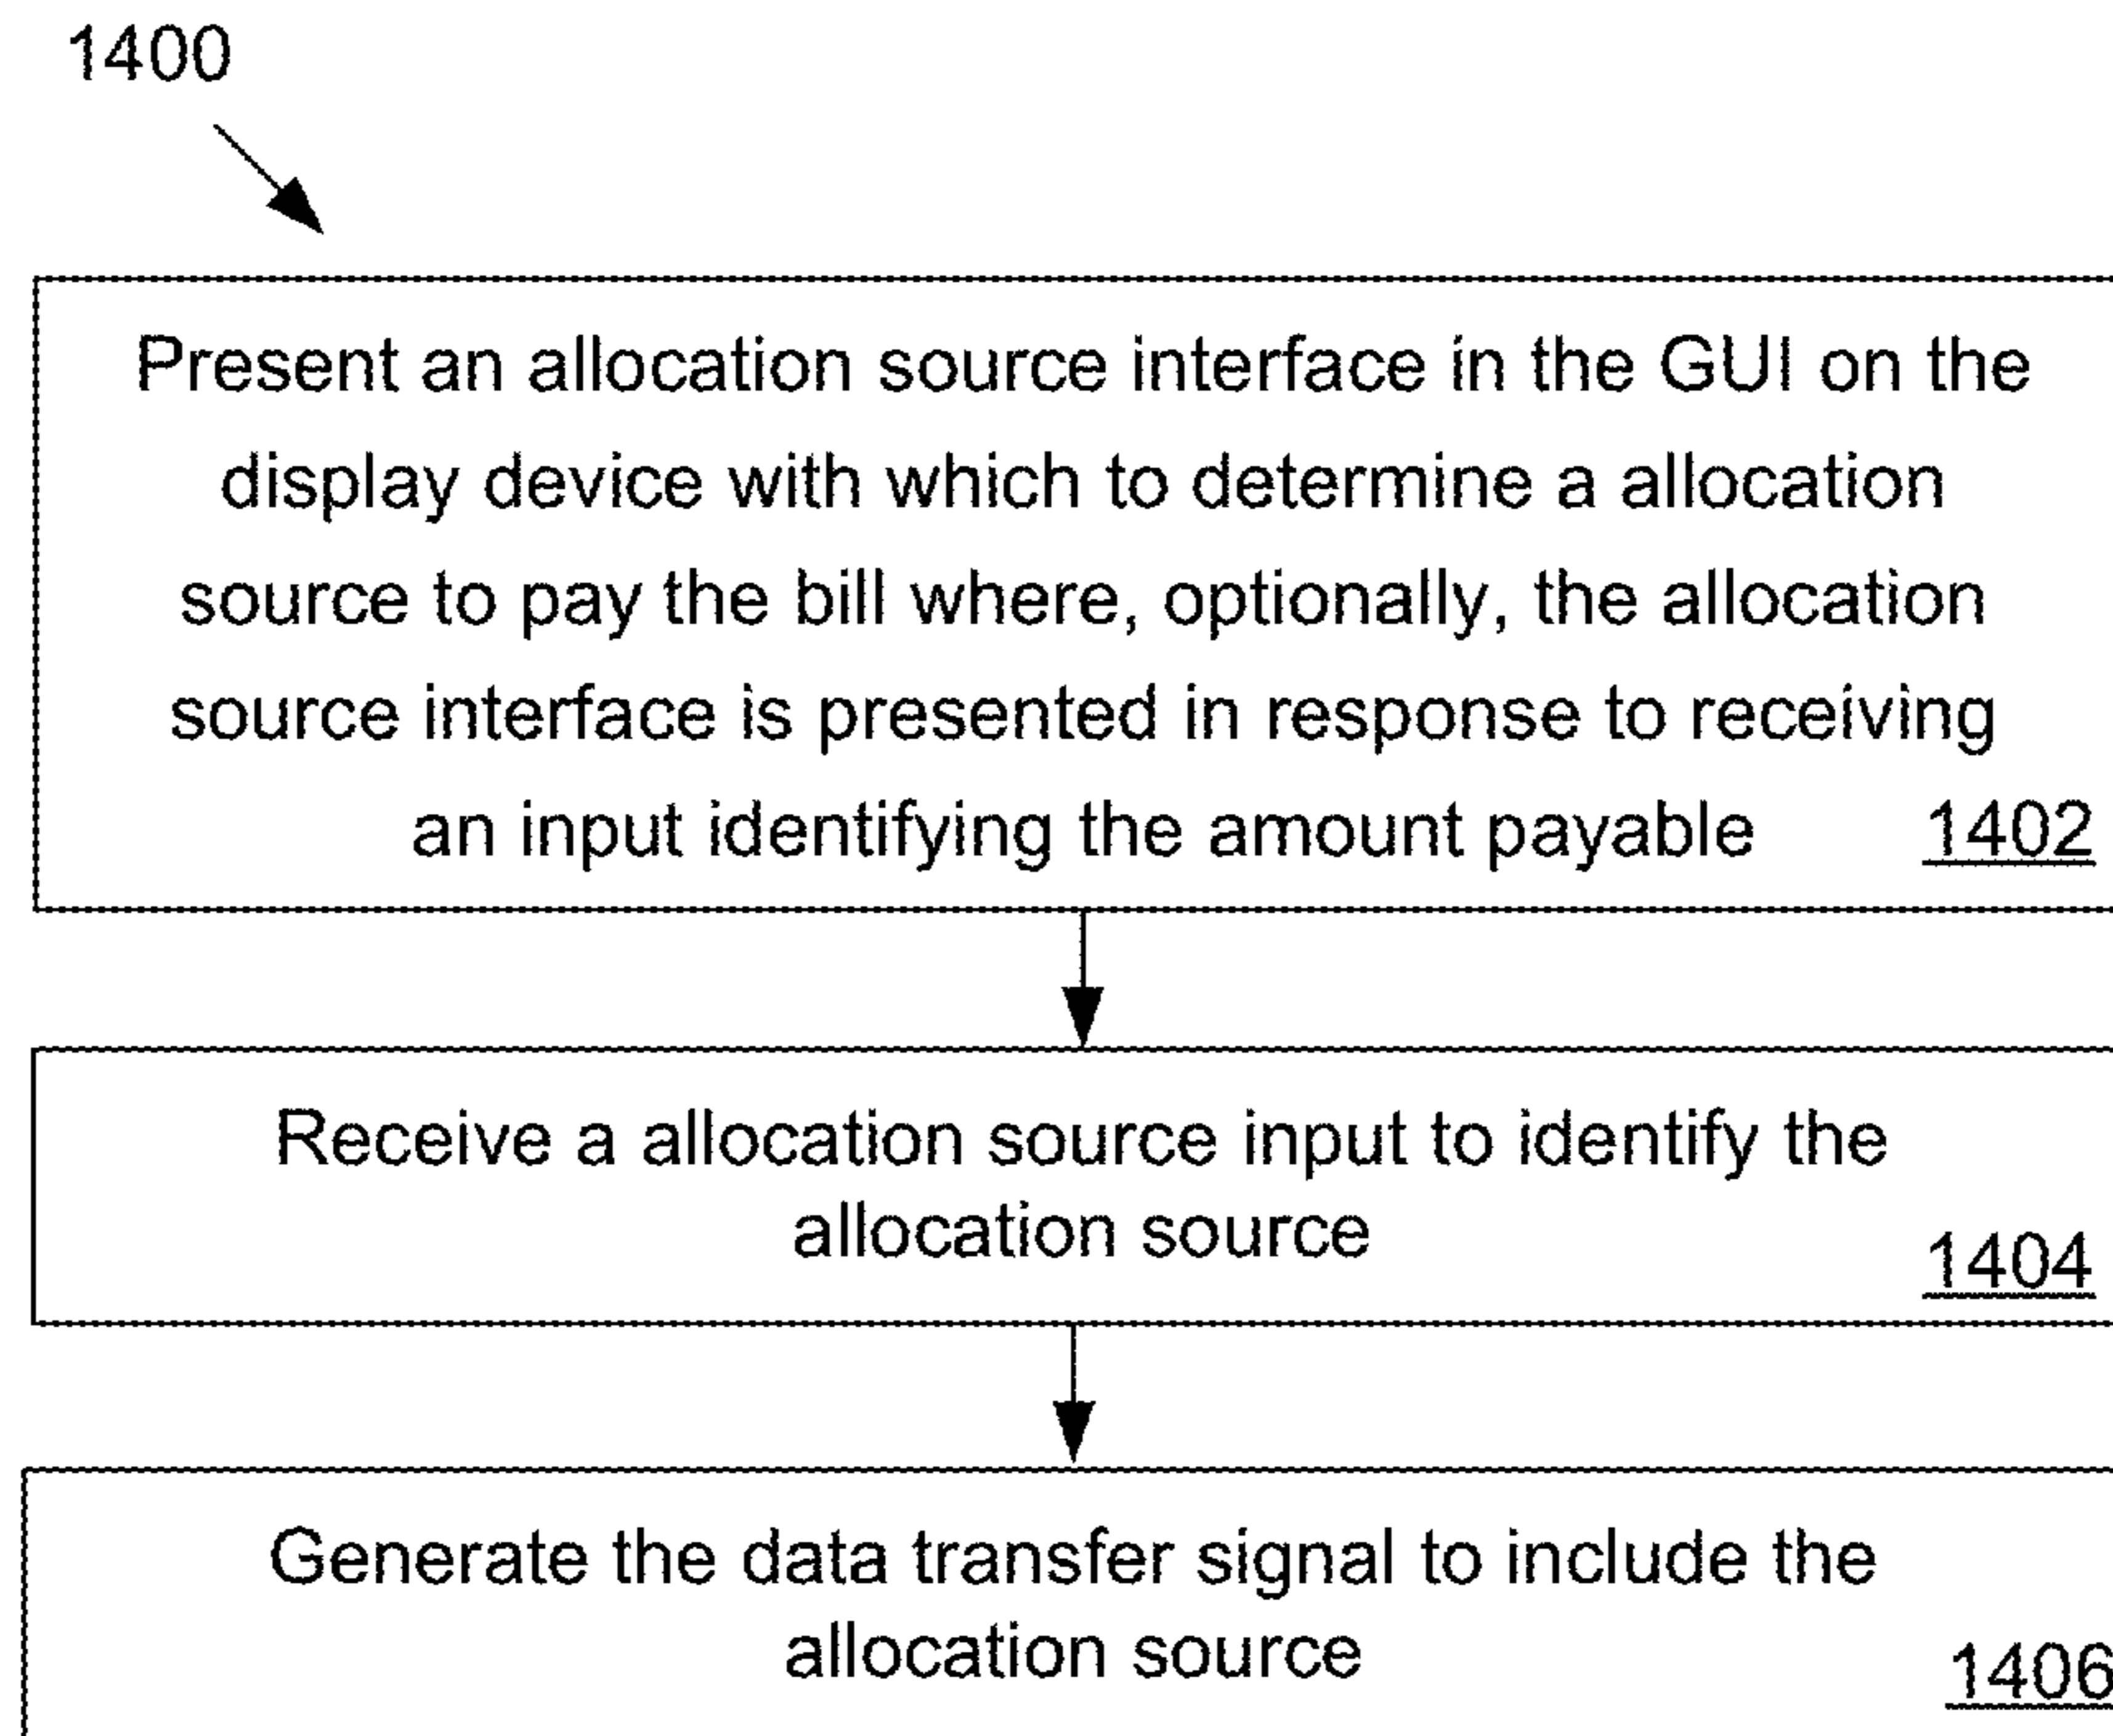 1400
Present an allocation source interface in the GUI on the
display device with which to determine a allocation
source to pay the bill where, optionally, the allocation
source interface is presented in response to receiving
an input identifying the amount payable 1402
Receive a allocation source input to identify the
allocation source
1404
Generate the data transfer signal to include the
allocation source
1406